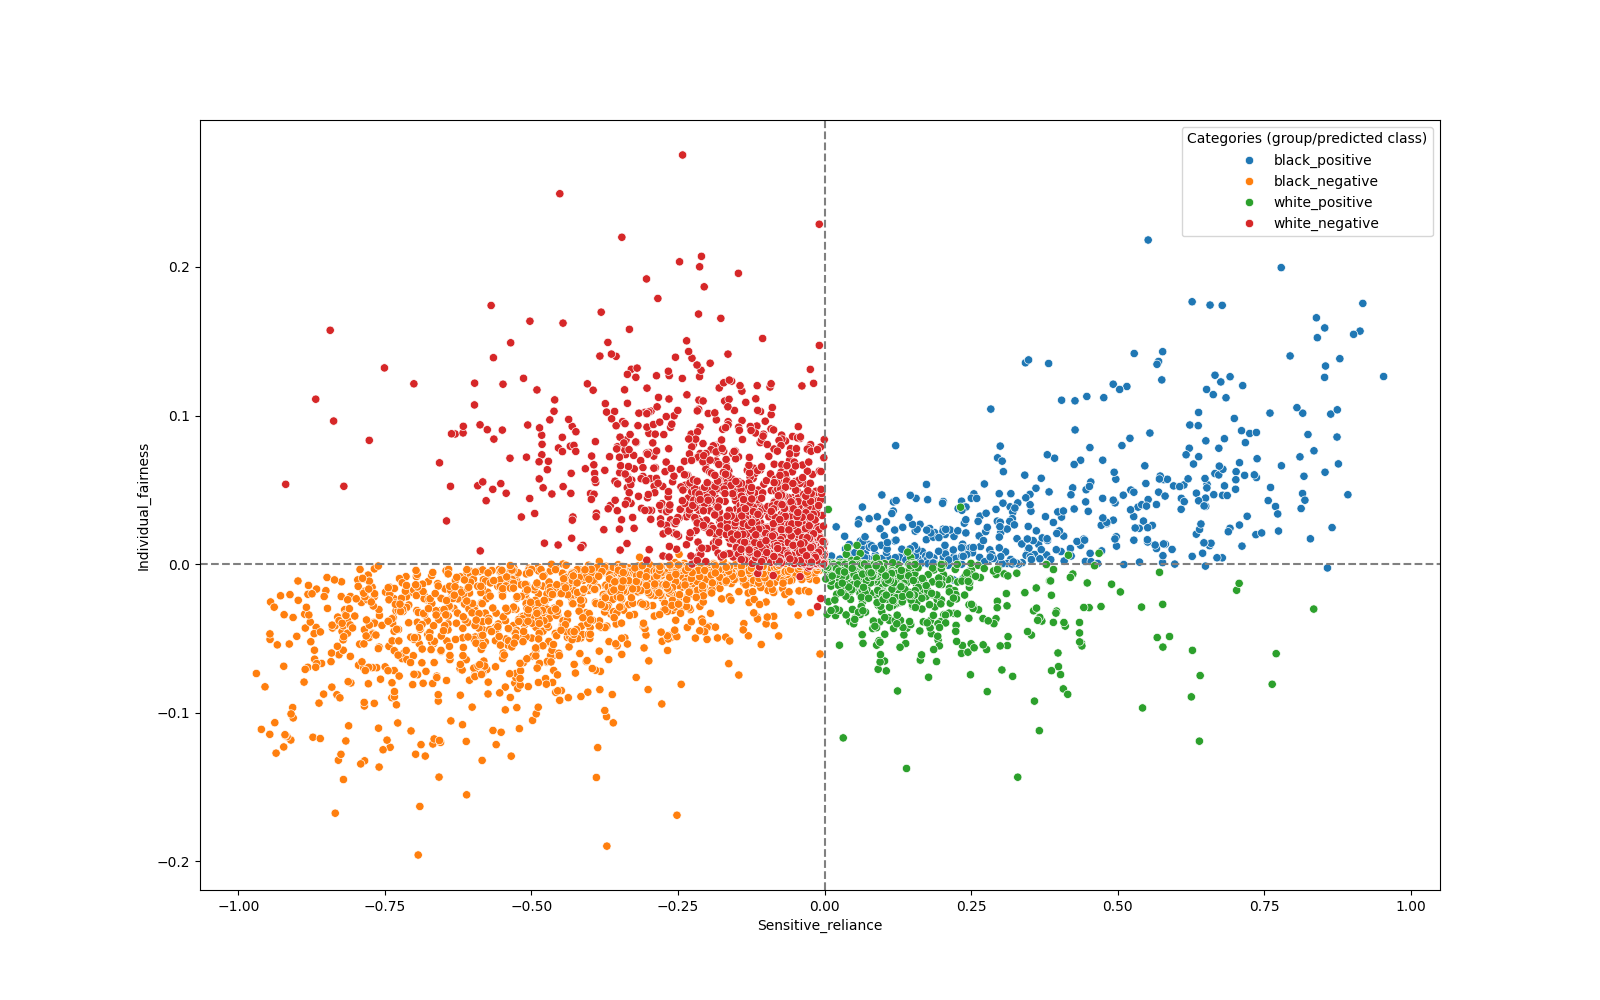 Categories (group/predicted class)
black_positive
black_negative
white_positive
white_negative
0.2
0.1
0.0
−0.1
−0.2
Individual_fairness
−1.00 −0.75 −0.50 −0.25 0.00 0.25 0.50 0.75 1.00
Sensitive_reliance